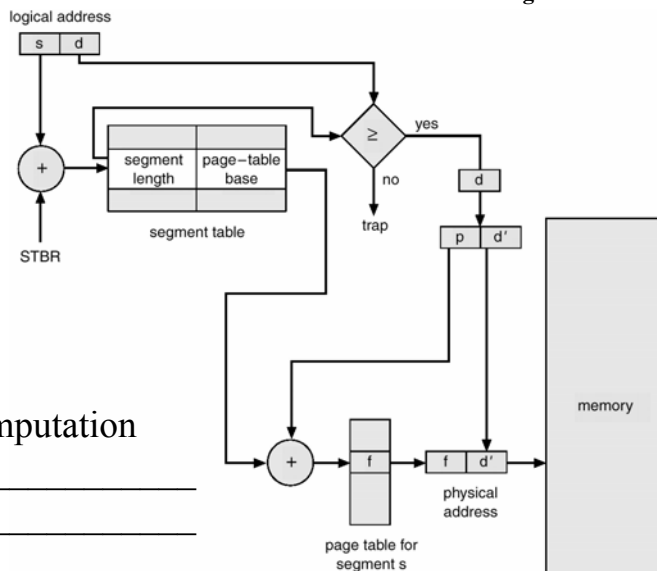 logical address
s d
≥
yes
no
trap
+
STBR
segment length
page–table base
segment table
d
p d′
memory
mputation
+
f
f d′
physical
address
page table for
segment s